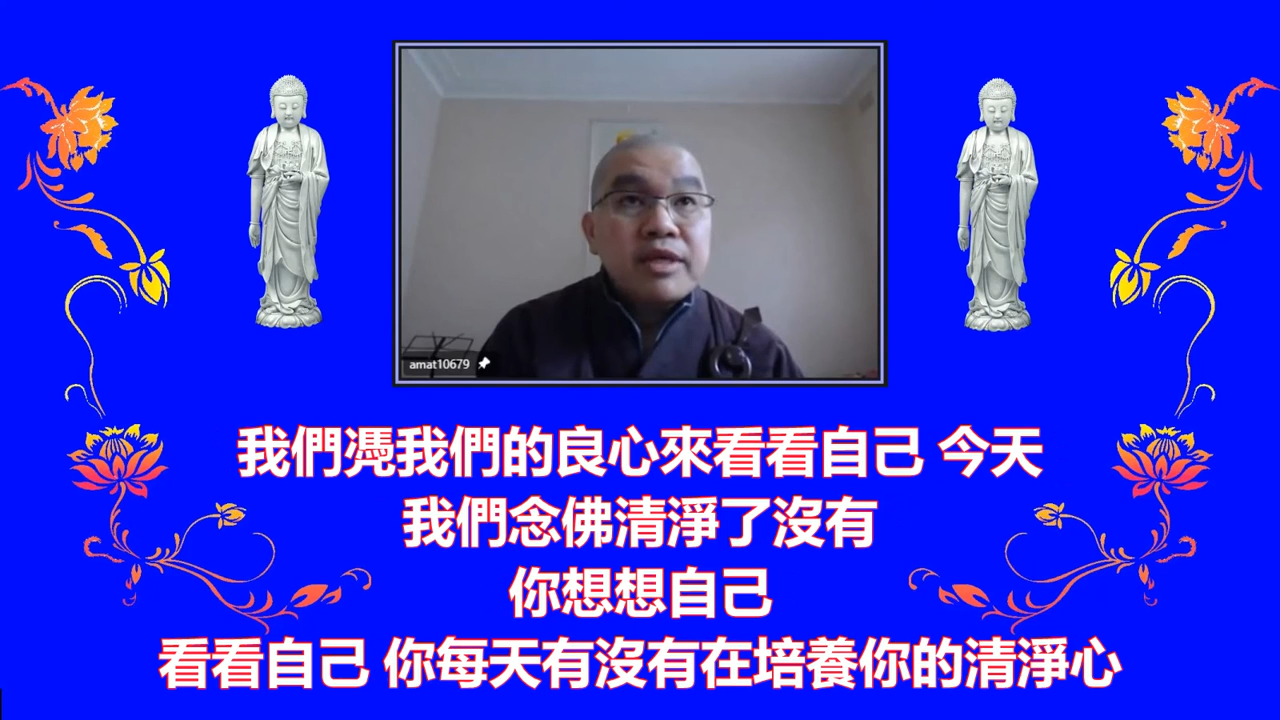 amat10679
我們憑我們的良心來看看自己 今天
我們念佛清淨了沒有
你想想自己
看看自己 你每天有沒有在培養你的清淨心